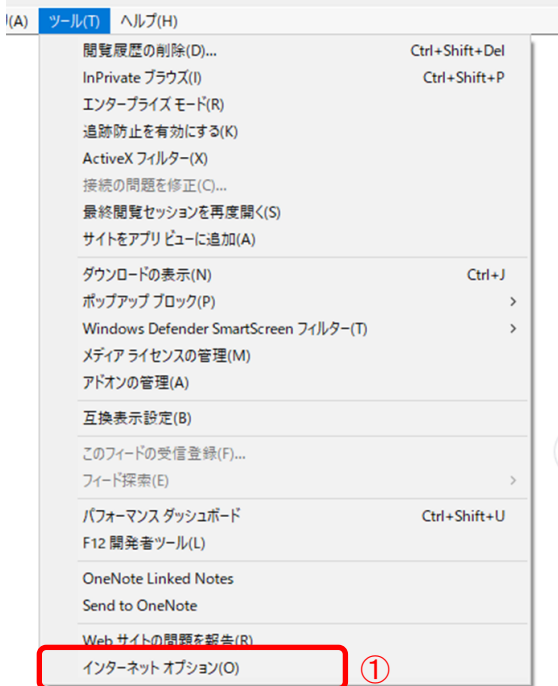 (A) ツール(T) ヘルプ(H)
閲覧履歴の削除(D)... Ctrl+Shift+Del
InPrivate ブラウズ(I) Ctrl+Shift+P
エンタープライズ モード(R)
追跡防止を有効にする(K)
ActiveX フィルター(X)
接続の問題を修正(C)...
最終閲覧セッションを再度開く(S)
サイトをアプリ ビューに追加(A)
ダウンロードの表示(N) Ctrl+J
ポップアップ ブロック(P)
Windows Defender SmartScreen フィルター(T)
メディア ライセンスの管理(M)
アドオンの管理(A)
互換表示設定(B)
このフィードの受信登録(F)...
フィード探索(E)
パフォーマンス ダッシュボード Ctrl+Shift+U
F12 開発者ツール(L)
OneNote Linked Notes
Send to OneNote
Web サイトの問題を報告(R)
インターネット オプション(O) ①